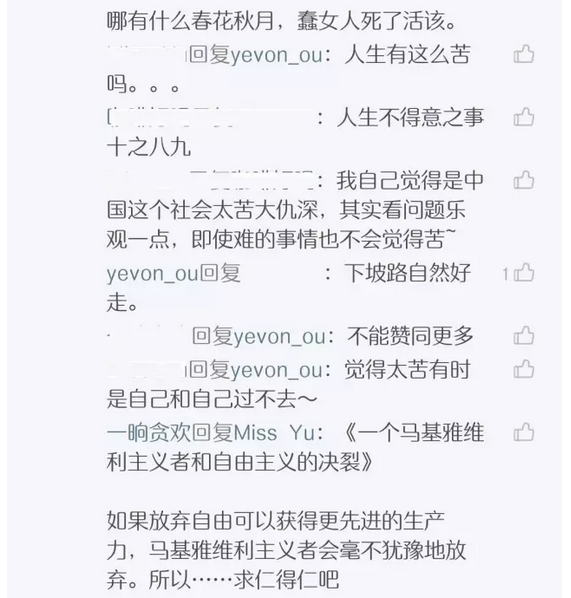 哪有什么春花秋月，蠢女人死了活该。
回复yevon_ou：人生有这么苦
吗。。。
：人生不得意之事
十之八九
：我自己觉得是中
国这个社会太苦大仇深，其实看问题乐
观一点，即使难的事情也不会觉得苦~
yevon_ou回复 ：下坡路自然好 1
走。
回复yevon_ou：不能赞同更多
回复yevon_ou：觉得太苦有时
是自己和自己过不去～
一晌贪欢回复Miss Yu：《一个马基雅维
利主义者和自由主义的决裂》
如果放弃自由可以获得更先进的生产
力，马基雅维利主义者会毫不犹豫地放
弃。所以……求仁得仁吧